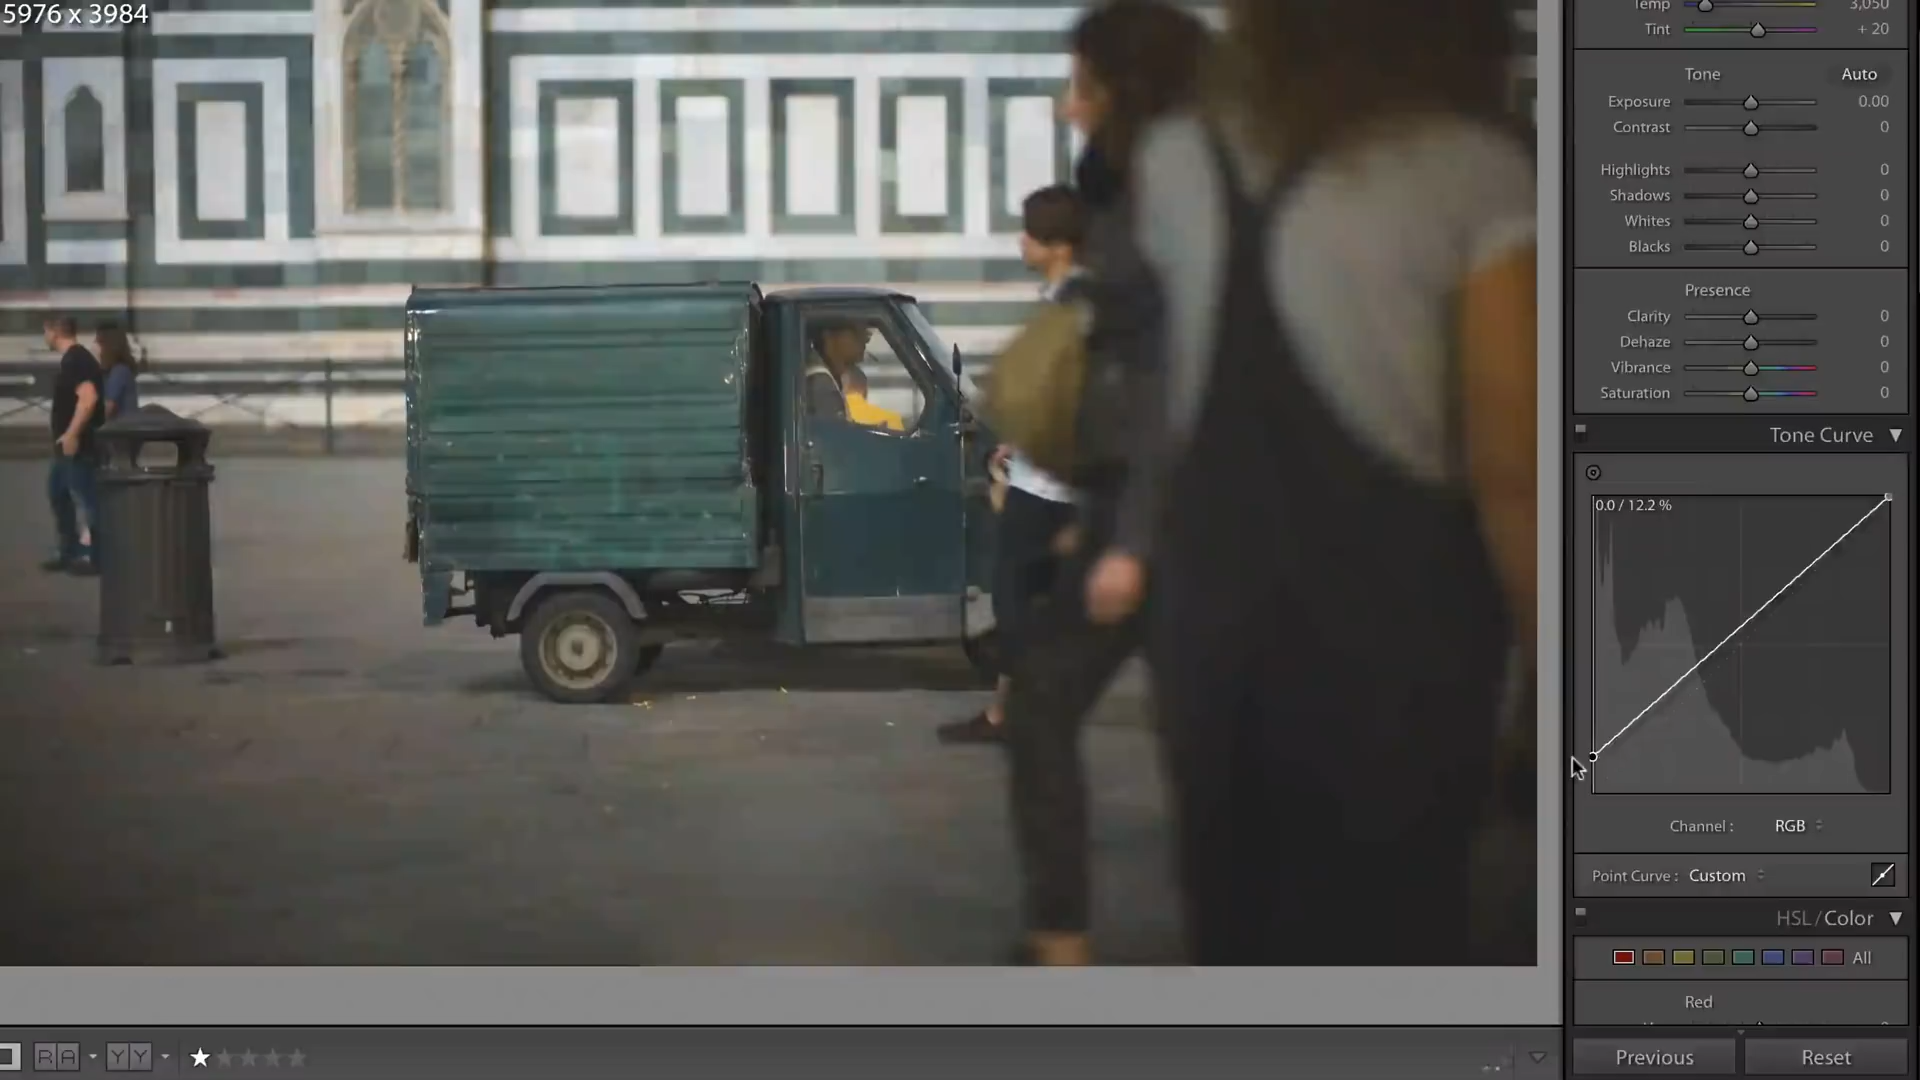 5976 x 3984
Temp 3,050
Tint + 20
Tone Auto
Exposure 0.00
Contrast 0
Highlights 0
Shadows 0
Whites 0
Blacks 0
Presence
Clarity 0
Dehaze 0
Vibrance 0
Saturation 0
Tone Curve
0.0 / 12.2 %
Channel : RGB
Point Curve : Custom
HSL / Color
All
Red
R A Y Y
Previous Reset